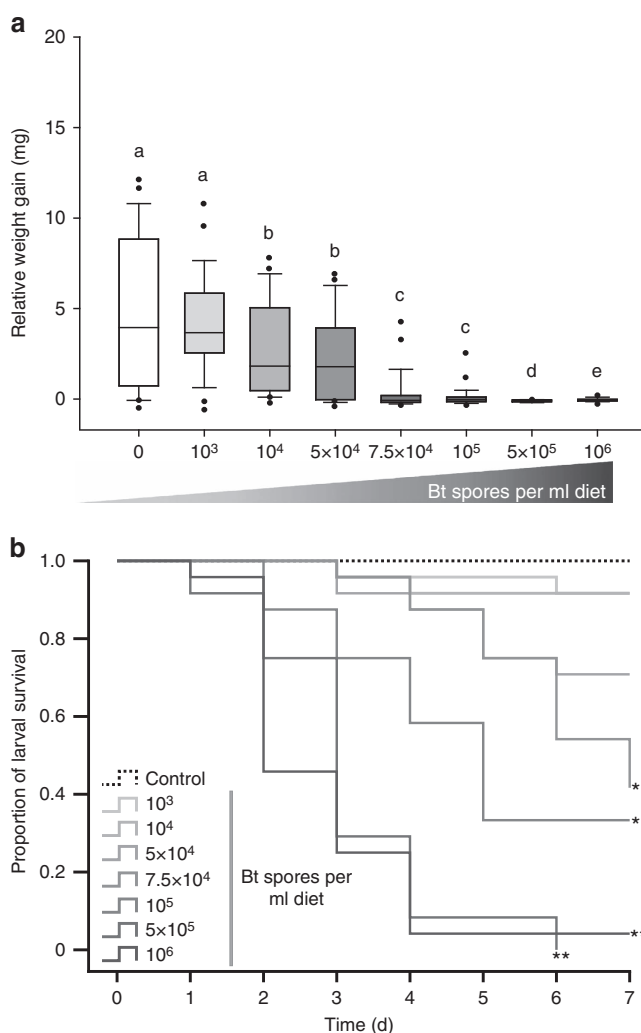 a
20
15
10
5
0
Relative weight gain (mg)
a
a
b
b
c
c
d
e
0
10³
10⁴
5×10⁴
7.5×10⁴
10⁵
5×10⁵
10⁶
Bt spores per ml diet
b
1.0
0.8
0.6
0.4
0.2
0
Proportion of larval survival
Control
10³
10⁴
5×10⁴
7.5×10⁴
10⁵
5×10⁵
10⁶
Bt spores per
ml diet
*
*
**
**
0
1
2
3
4
5
6
7
Time (d)